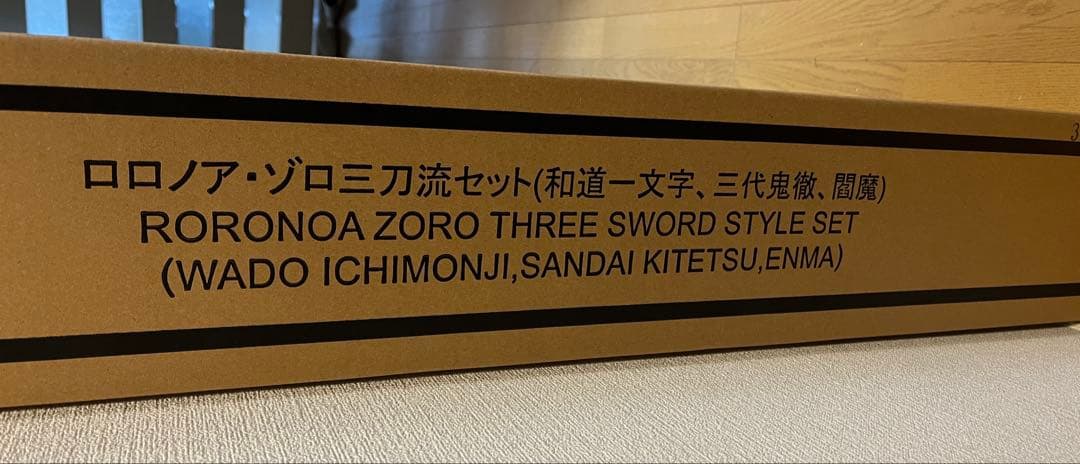 ロロノア・ゾロ三刀流セット(和道一文字、三代鬼徹、閻魔)
RORONOA ZORO THREE SWORD STYLE SET
(WADO ICHIMONJI,SANDAI KITETSU,ENMA)
3